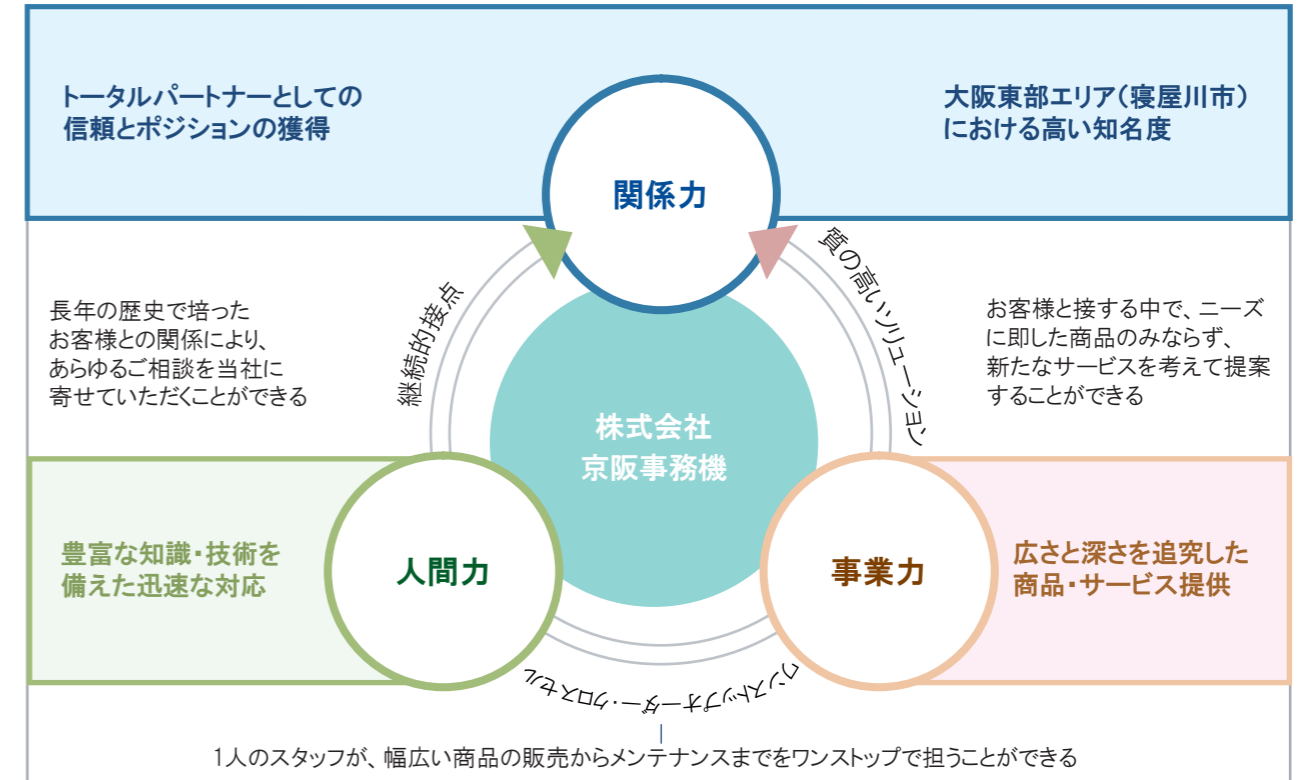 トータルパートナーとしての
信頼とポジションの獲得
大阪東部エリア（寝屋川市）
における高い知名度
関係力
継続的接点
質の高いソリューション
長年の歴史で培った
お客様との関係により、
あらゆるご相談を当社に
寄せていただくことができる
お客様と接する中で、ニーズ
に即した商品のみならず、
新たなサービスを考えて提案
することができる
株式会社
京阪事務機
豊富な知識・技術を
備えた迅速な対応
人間力
事業力
広さと深さを追究した
商品・サービス提供
ワンストップオーダー・クロスセル
1人のスタッフが、幅広い商品の販売からメンテナンスまでをワンストップで担うことができる